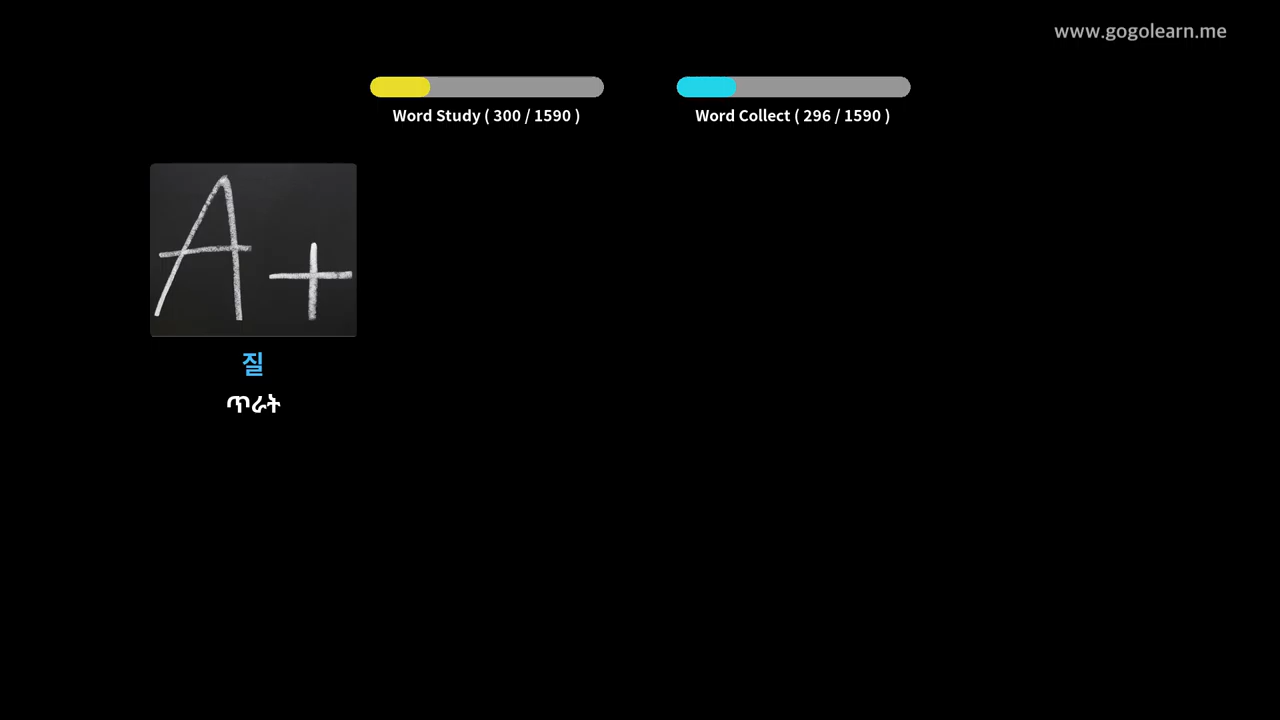 www.gogolearn.me
Word Study ( 300 / 1590 )
Word Collect ( 296 / 1590 )
A+
질
ጥራት